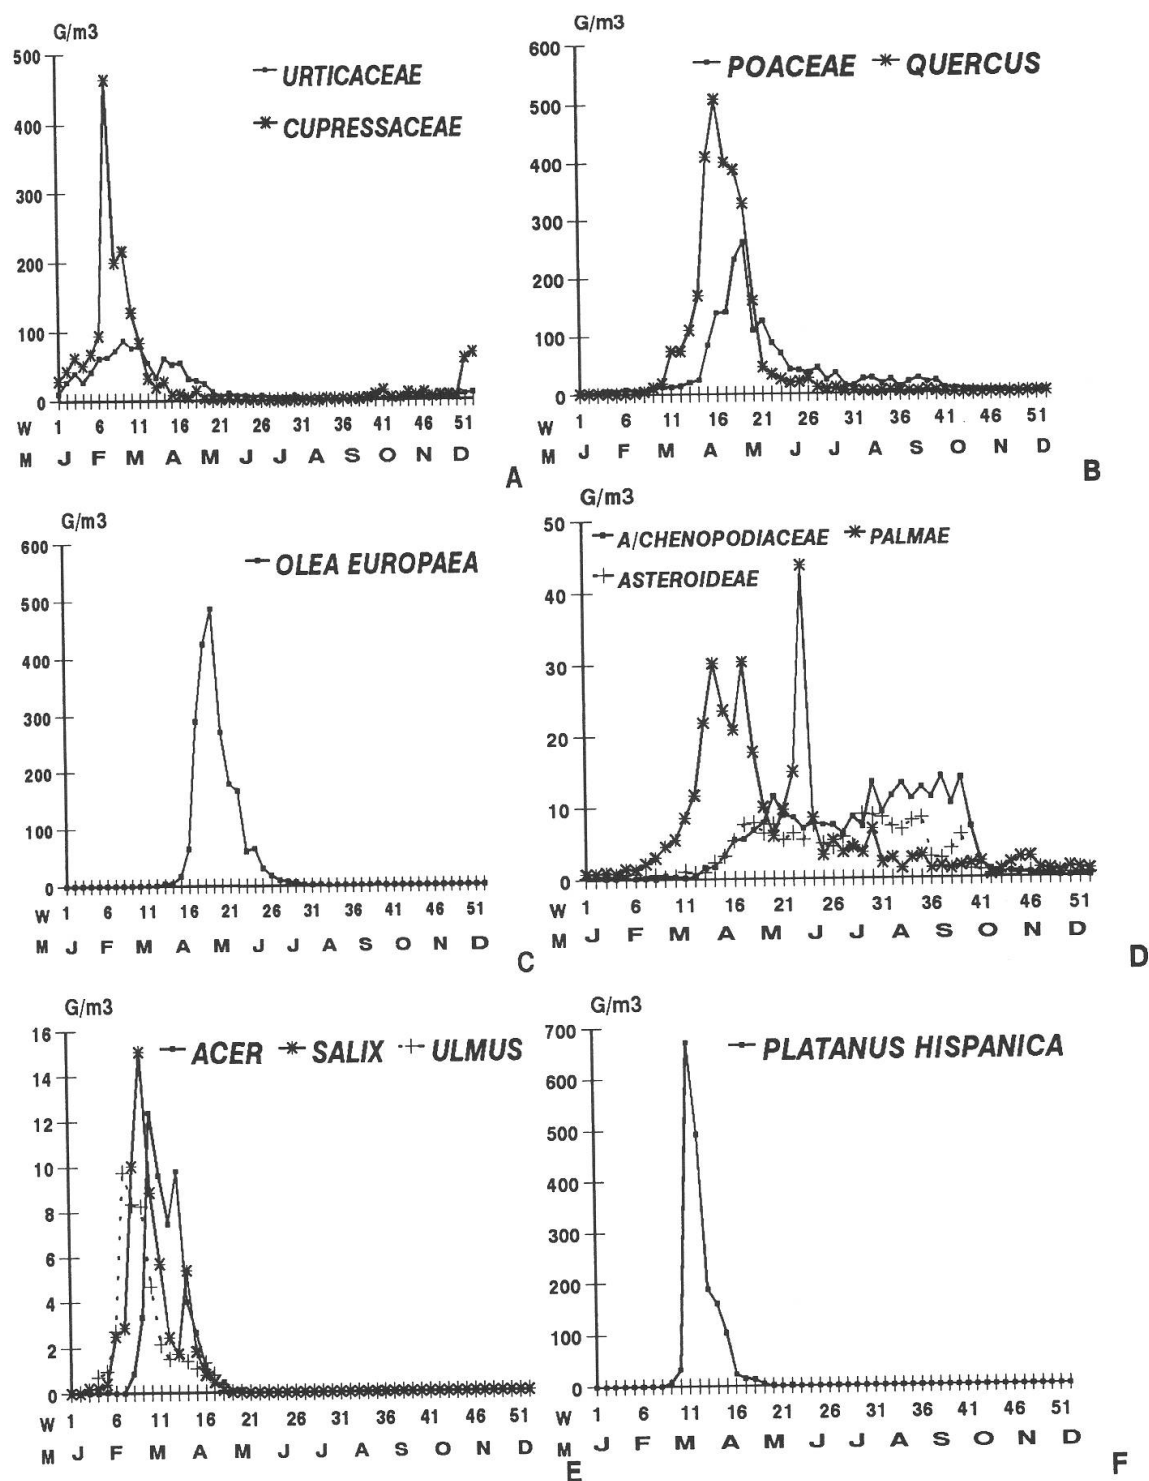 G/m3
500
400
300
200
100
0
URTICACEAE
CUPRESSACEAE
W 1 6 11 16 21 26 31 36 41 46 51
M J F M A M J J A S O N D
A
G/m3
600
500
400
300
200
100
0
POACEAE QUERCUS
W 1 6 11 16 21 26 31 36 41 46 51
M J F M A M J J A S O N D
B
G/m3
600
500
400
300
200
100
0
OLEA EUROPAEA
W 1 6 11 16 21 26 31 36 41 46 51
M J F M A M J J A S O N D
C
G/m3
50
40
30
20
10
0
A/CHENOPODIACEAE PALMAE
ASTEROIDEAE
W 1 6 11 16 21 26 31 36 41 46 51
M J F M A M J J A S O N D
D
G/m3
16
14
12
10
8
6
4
2
0
ACER SALIX ULMUS
W 1 6 11 16 21 26 31 36 41 46 51
M J F M A M J J A S O N D
E
G/m3
700
600
500
400
300
200
100
0
PLATANUS HISPANICA
W 1 6 11 16 21 26 31 36 41 46 51
M J F M A M J J A S O N D
F